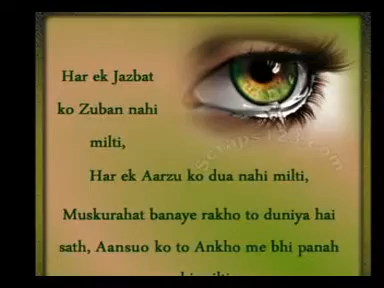 Har ek Jazbat
ko Zuban nahi
milti,
Har ek Aarzu ko dua nahi milti,
Muskurahat banaye rakho to duniya hai
sath, Aansuo ko to Ankho me bhi panah